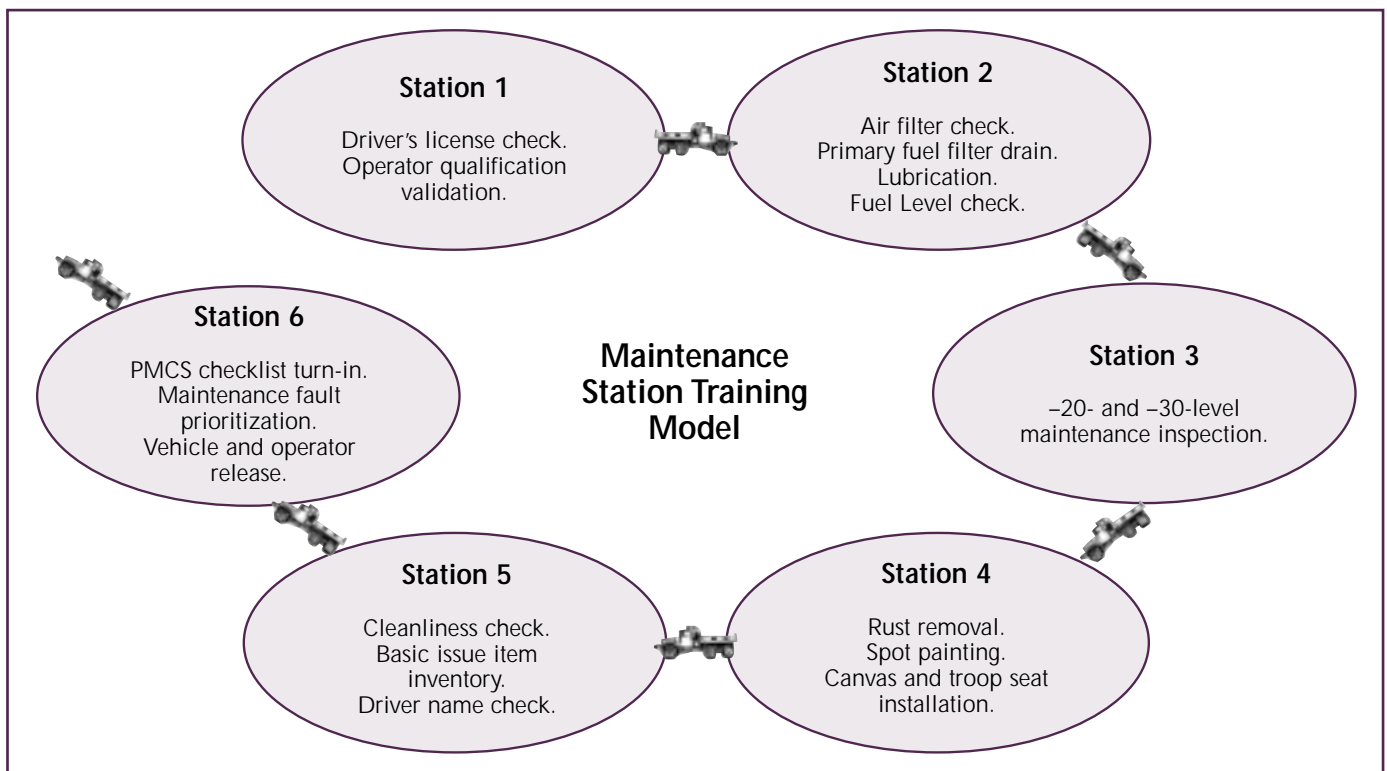 Station 1
Driver's license check.
Operator qualification
validation.
Station 2
Air filter check.
Primary fuel filter drain.
Lubrication.
Fuel Level check.
Station 3
–20- and –30-level
maintenance inspection.
Station 4
Rust removal.
Spot painting.
Canvas and troop seat
installation.
Station 5
Cleanliness check.
Basic issue item
inventory.
Driver name check.
Station 6
PMCS checklist turn-in.
Maintenance fault
prioritization.
Vehicle and operator
release.
Maintenance
Station Training
Model